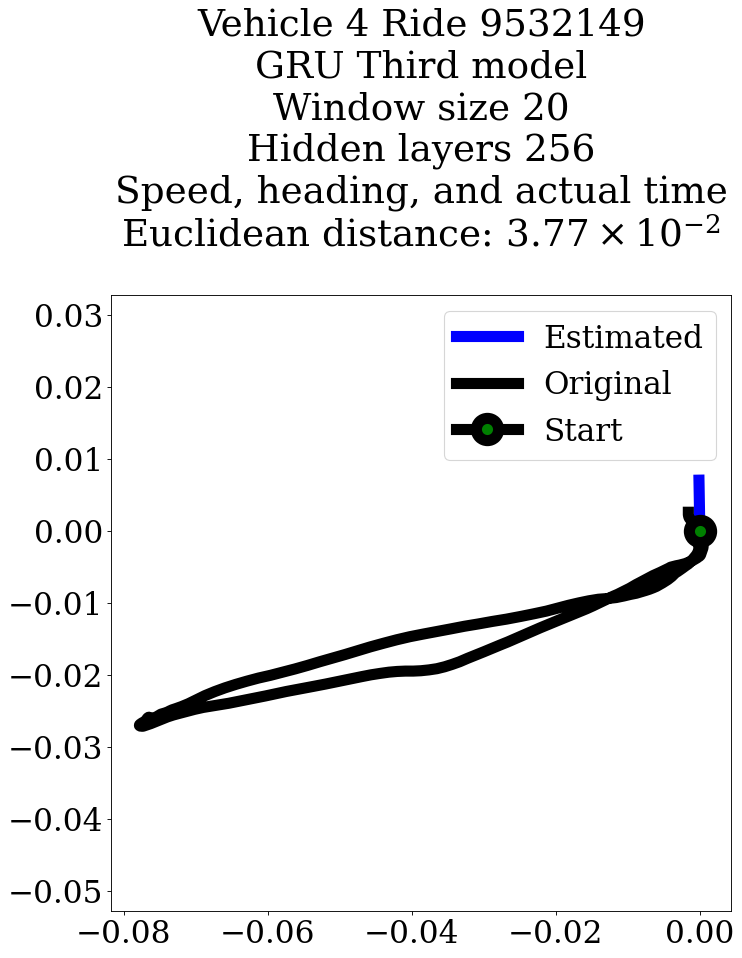 Vehicle 4 Ride 9532149
GRU Third model
Window size 20
Hidden layers 256
Speed, heading, and actual time
Euclidean distance: 3.77 × 10⁻²
Estimated
Original
Start
0.03
0.02
0.01
0.00
−0.01
−0.02
−0.03
−0.04
−0.05
−0.08 −0.06 −0.04 −0.02 0.00